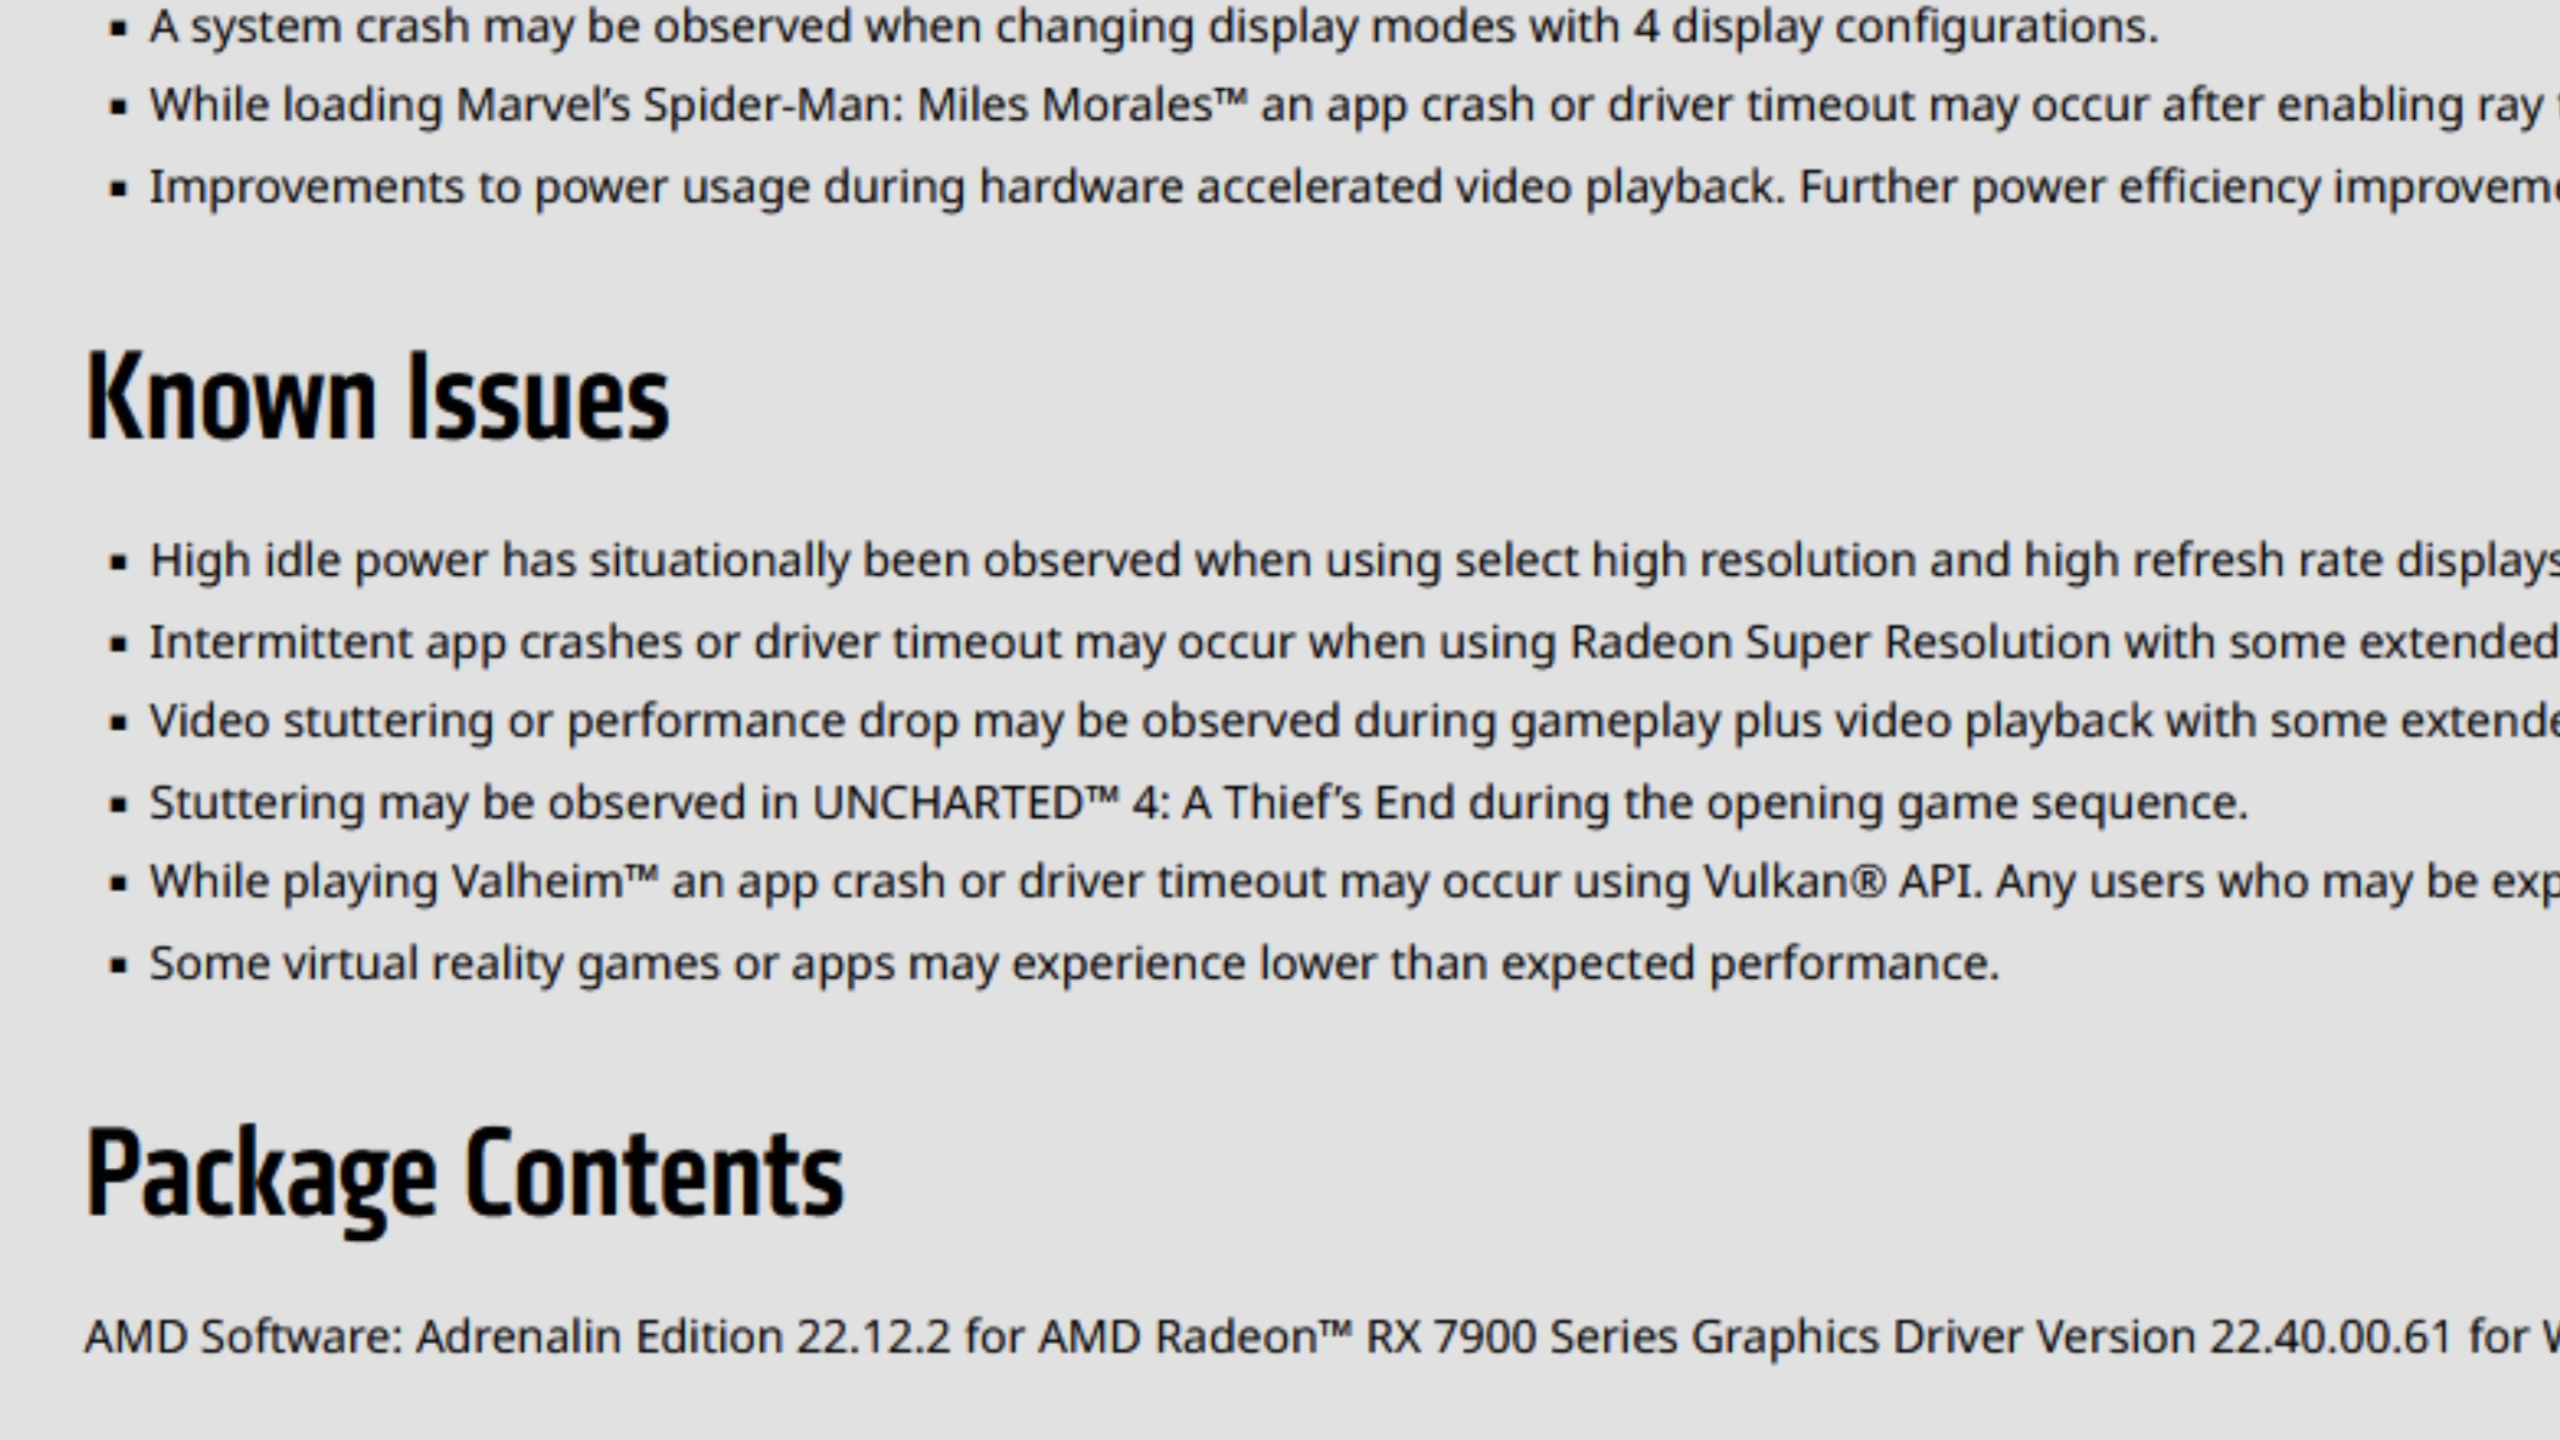 ▪ A system crash may be observed when changing display modes with 4 display configurations.
▪ While loading Marvel’s Spider-Man: Miles Morales™ an app crash or driver timeout may occur after enabling ray
▪ Improvements to power usage during hardware accelerated video playback. Further power efficiency
Known Issues
▪ High idle power has situationally been observed when using select high resolution and high refresh rate displays
▪ Intermittent app crashes or driver timeout may occur when using Radeon Super Resolution with some extended
▪ Video stuttering or performance drop may be observed during gameplay plus video playback with some
▪ Stuttering may be observed in UNCHARTED™ 4: A Thief’s End during the opening game sequence.
▪ While playing Valheim™ an app crash or driver timeout may occur using Vulkan® API. Any users who may be
▪ Some virtual reality games or apps may experience lower than expected performance.
Package Contents
AMD Software: Adrenalin Edition 22.12.2 for AMD Radeon™ RX 7900 Series Graphics Driver Version 22.40.00.61 for